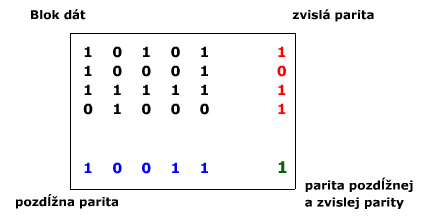 Blok dát zvislá parita
1 0 1 0 1 1
1 0 0 0 1 0
1 1 1 1 1 1
0 1 0 0 0 1
1 0 0 1 1 1
pozdĺžna parita
parita pozdĺžnej
a zvislej parity